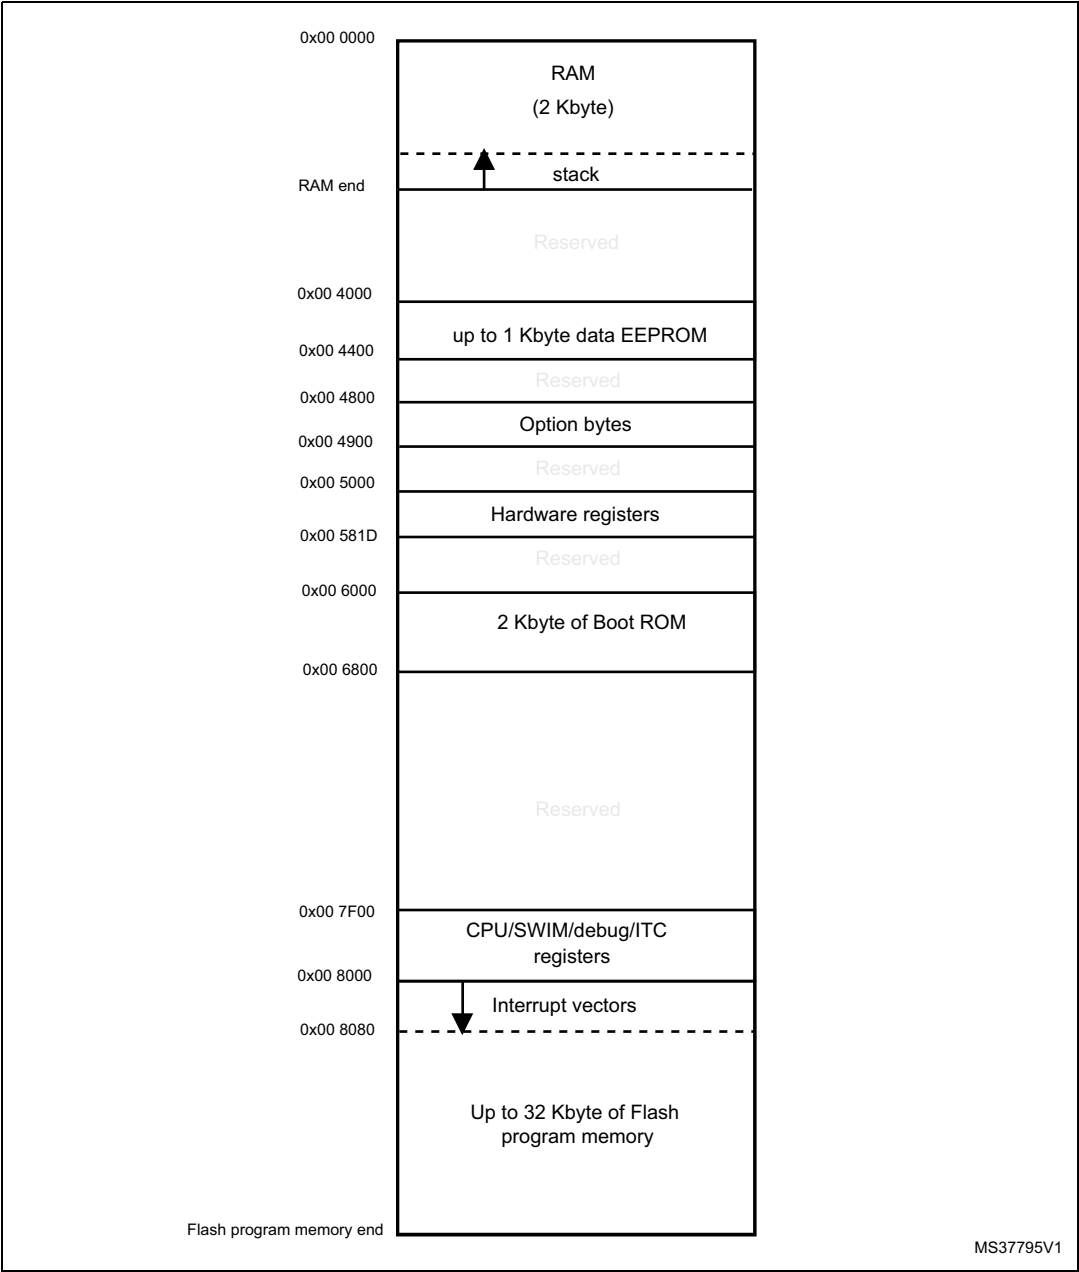 0x00 0000
RAM
(2 Kbyte)
stack
RAM end
Reserved
0x00 4000
up to 1 Kbyte data EEPROM
0x00 4400
Reserved
0x00 4800
Option bytes
0x00 4900
Reserved
0x00 5000
Hardware registers
0x00 581D
Reserved
0x00 6000
2 Kbyte of Boot ROM
0x00 6800
Reserved
0x00 7F00
CPU/SWIM/debug/ITC
registers
0x00 8000
Interrupt vectors
0x00 8080
Up to 32 Kbyte of Flash
program memory
Flash program memory end
MS37795V1